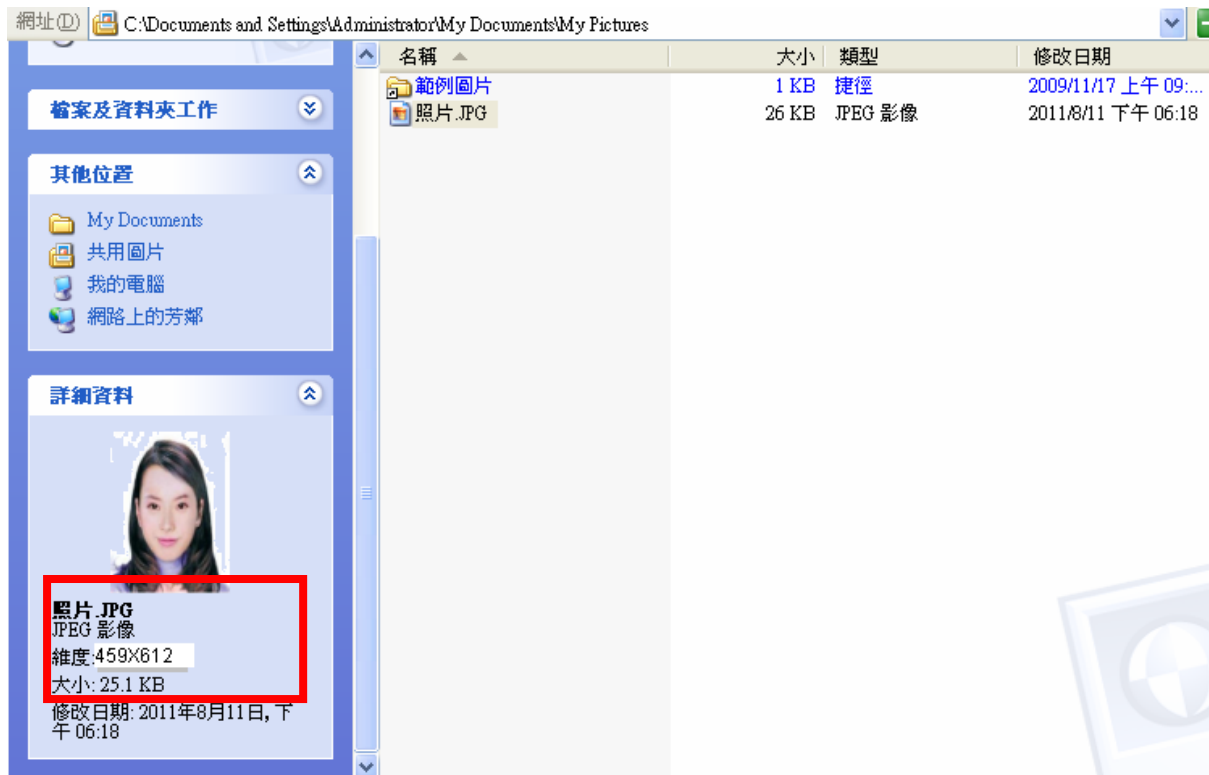 網址(D) C:\Documents and Settings\Administrator\My Documents\My Pictures
名稱 大小 類型 修改日期
範例圖片 1 KB 捷徑 2009/11/17 上午 09:...
照片.JPG 26 KB JPEG 影像 2011/8/11 下午 06:18
檔案及資料夾工作
其他位置
My Documents
共用圖片
我的電腦
網路上的芳鄰
詳細資料
照片.JPG
JPEG 影像
維度:459X612
大小: 25.1 KB
修改日期: 2011年8月11日, 下
午 06:18